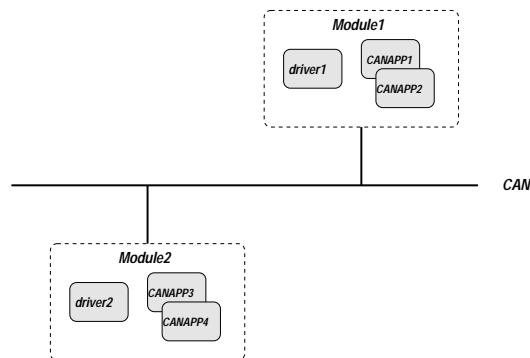 Module1
driver1
CANAPP1
CANAPP2
CAN
Module2
driver2
CANAPP3
CANAPP4